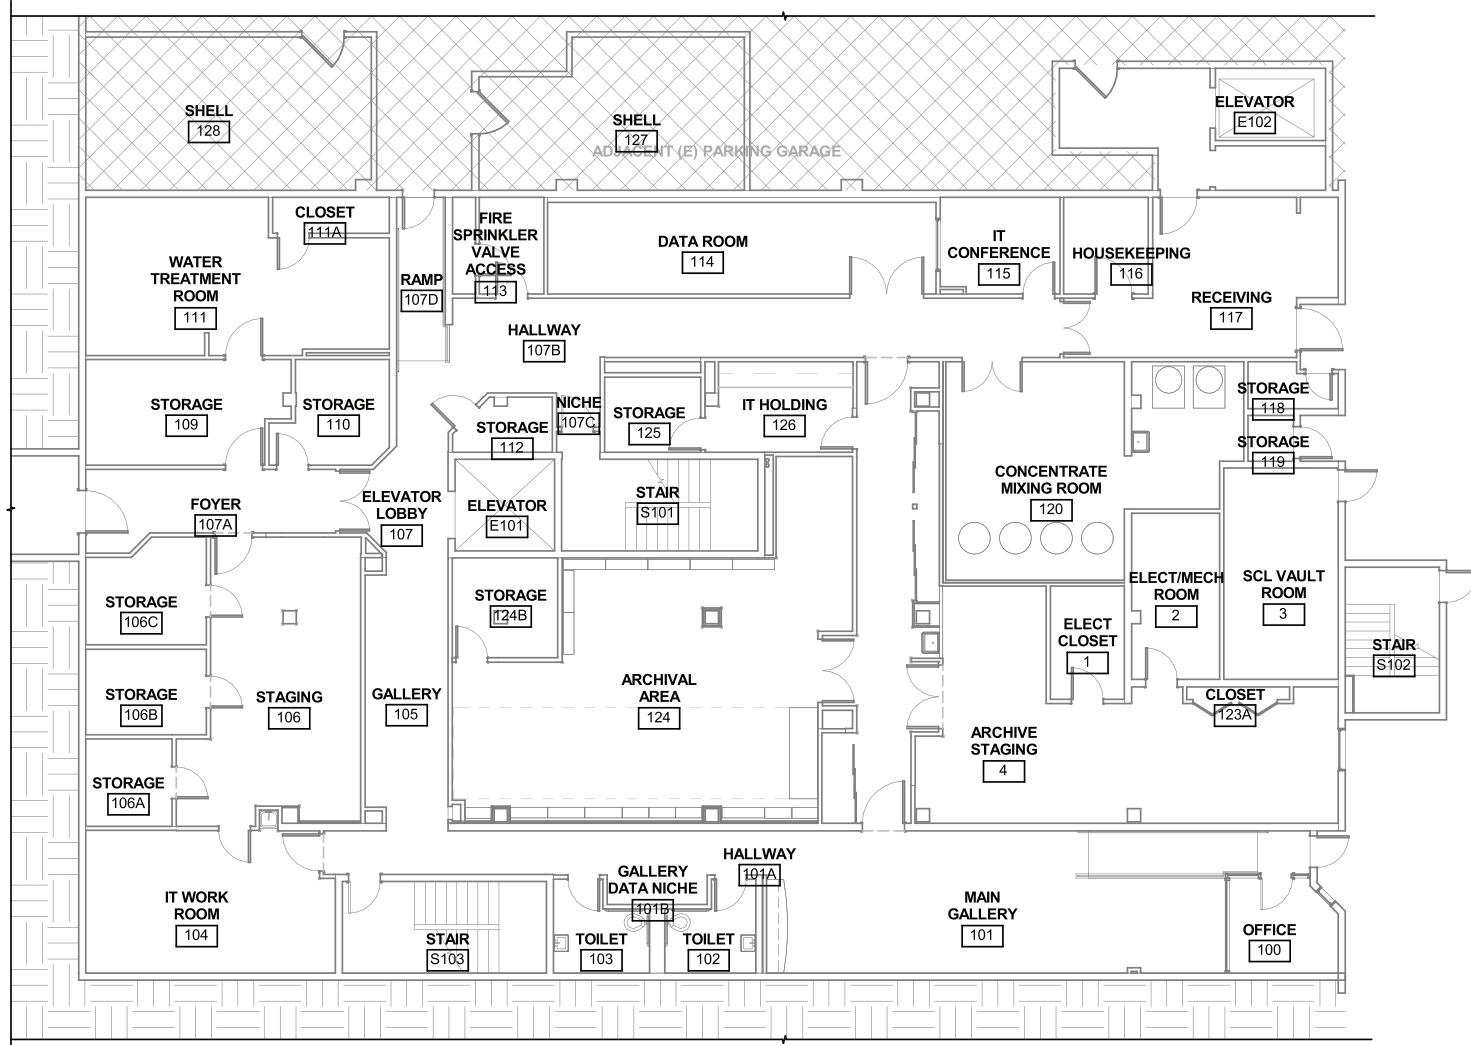 SHELL
128
SHELL
127
ADJACENT (E) PARKING GARAGE
ELEVATOR
E102
CLOSET
111A
WATER
TREATMENT
ROOM
111
RAMP
107D
FIRE
SPRINKLER
VALVE
ACCESS
113
DATA ROOM
114
IT
CONFERENCE
115
HOUSEKEEPING
116
RECEIVING
117
HALLWAY
107B
STORAGE
109
STORAGE
110
STORAGE
112
NICHE
107C
STORAGE
125
IT HOLDING
126
STORAGE
118
STORAGE
119
CONCENTRATE
MIXING ROOM
120
FOYER
107A
ELEVATOR
LOBBY
107
ELEVATOR
E101
STAIR
S101
STORAGE
106C
STORAGE
124B
ELECT/MECH
ROOM
2
SCL VAULT
ROOM
3
ELECT
CLOSET
1
STAIR
S102
STORAGE
106B
STAGING
106
GALLERY
105
ARCHIVAL
AREA
124
CLOSET
123A
ARCHIVE
STAGING
4
STORAGE
106A
HALLWAY
101A
GALLERY
DATA NICHE
101B
IT WORK
ROOM
104
STAIR
S103
TOILET
103
TOILET
102
MAIN
GALLERY
101
OFFICE
100